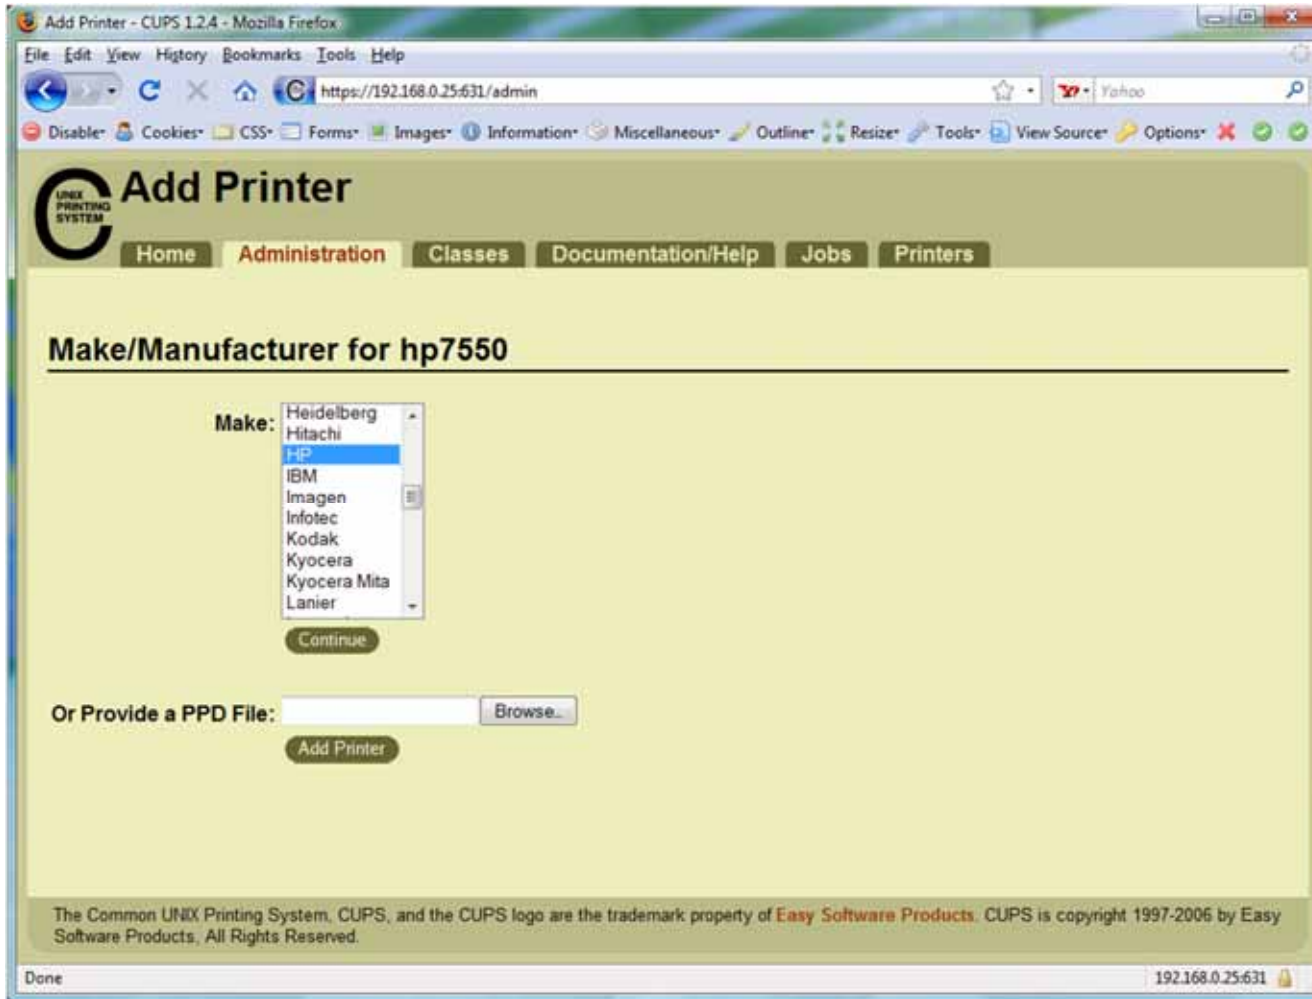 Add Printer - CUPS 1.2.4 - Mozilla Firefox
File Edit View History Bookmarks Tools Help
https://192.168.0.25:631/admin
Yahoo
Disable Cookies CSS Forms Images Information Miscellaneous Outline Resize Tools View Source Options
UNIX PRINTING SYSTEM
Add Printer
Home Administration Classes Documentation/Help Jobs Printers
Make/Manufacturer for hp7550
Make:
Heidelberg
Hitachi
HP
IBM
Imagen
Infotec
Kodak
Kyocera
Kyocera Mita
Lanier
Continue
Or Provide a PPD File: Browse...
Add Printer
The Common UNIX Printing System, CUPS, and the CUPS logo are the trademark property of Easy Software Products. CUPS is copyright 1997-2006 by Easy
Software Products, All Rights Reserved.
Done 192.168.0.25:631